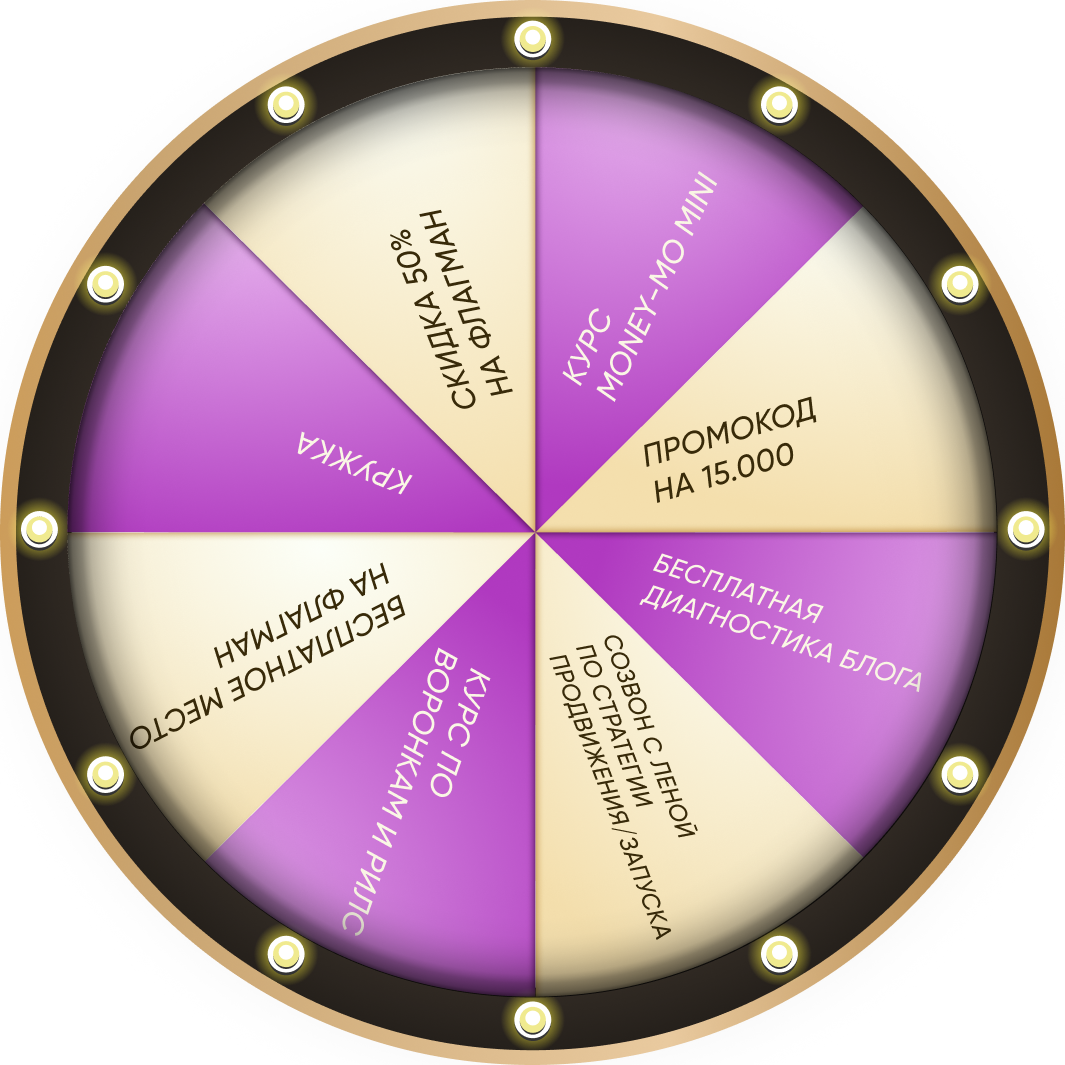 КУРС
MONEY-MO MINI
ПРОМОКОД
НА 15.000
БЕСПЛАТНАЯ
ДИАГНОСТИКА БЛОГА
СОЗВОН С ЛЕНОЙ
ПО СТРАТЕГИИ
ПРОДВИЖЕНИЯ/ЗАПУСКА
КУРС ПО
ВОРОНКАМ И РИЛС
БЕСПЛАТНОЕ МЕСТО
НА ФЛАГМАН
КРУЖКА
СКИДКА 50%
НА ФЛАГМАН